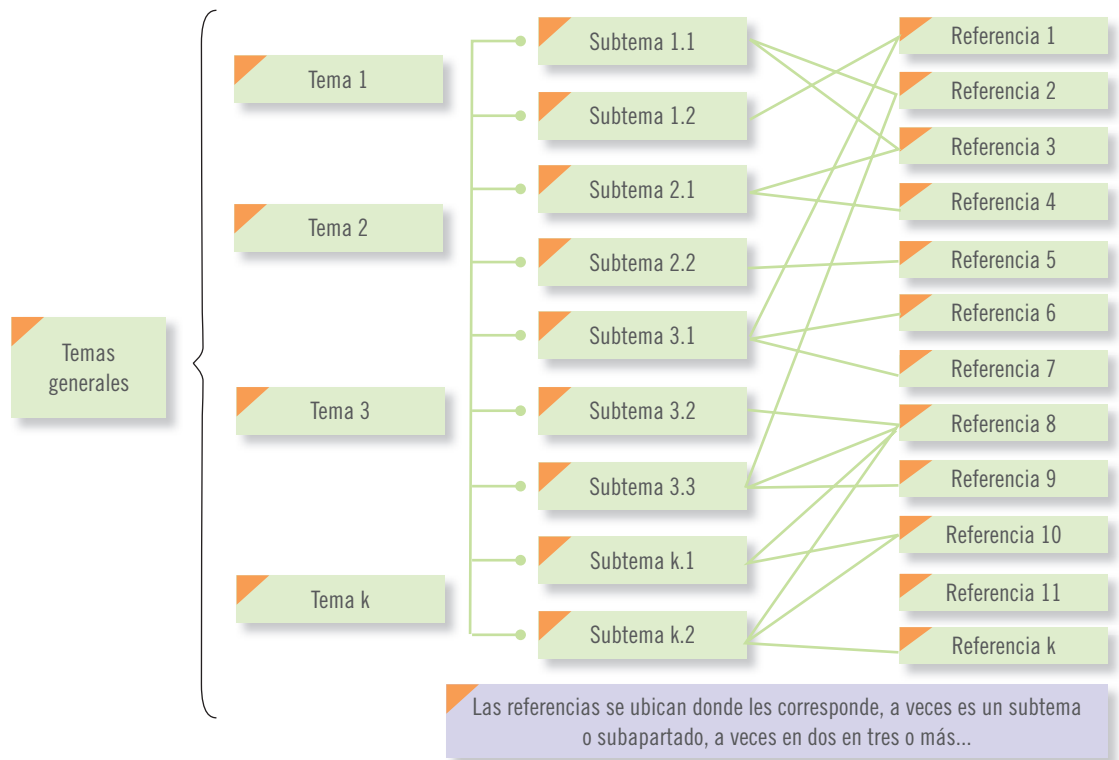 Temas
generales
Tema 1
Tema 2
Tema 3
Tema k
Subtema 1.1
Subtema 1.2
Subtema 2.1
Subtema 2.2
Subtema 3.1
Subtema 3.2
Subtema 3.3
Subtema k.1
Subtema k.2
Referencia 1
Referencia 2
Referencia 3
Referencia 4
Referencia 5
Referencia 6
Referencia 7
Referencia 8
Referencia 9
Referencia 10
Referencia 11
Referencia k
Las referencias se ubican donde les corresponde, a veces es un subtema
o subapartado, a veces en dos en tres o más...